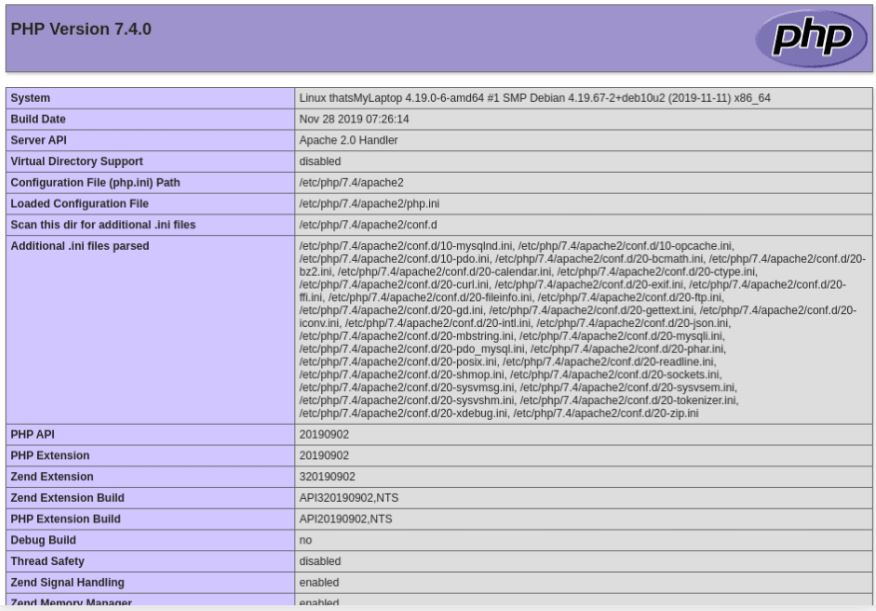 PHP Version 7.4.0
php
System Linux thatsMyLaptop 4.19.0-6-amd64 #1 SMP Debian 4.19.67-2+deb10u2 (2019-11-11) x86_64
Build Date Nov 28 2019 07:26:14
Server API Apache 2.0 Handler
Virtual Directory Support disabled
Configuration File (php.ini) Path /etc/php/7.4/apache2
Loaded Configuration File /etc/php/7.4/apache2/php.ini
Scan this dir for additional .ini files /etc/php/7.4/apache2/conf.d
Additional .ini files parsed /etc/php/7.4/apache2/conf.d/10-mysqlnd.ini, /etc/php/7.4/apache2/conf.d/10-opcache.ini,
/etc/php/7.4/apache2/conf.d/10-pdo.ini, /etc/php/7.4/apache2/conf.d/20-bcmath.ini, /etc/php/7.4/apache2/conf.d/20-
bz2.ini, /etc/php/7.4/apache2/conf.d/20-calendar.ini, /etc/php/7.4/apache2/conf.d/20-ctype.ini,
/etc/php/7.4/apache2/conf.d/20-curl.ini, /etc/php/7.4/apache2/conf.d/20-exif.ini, /etc/php/7.4/apache2/conf.d/20-
ffi.ini, /etc/php/7.4/apache2/conf.d/20-fileinfo.ini, /etc/php/7.4/apache2/conf.d/20-ftp.ini,
/etc/php/7.4/apache2/conf.d/20-gd.ini, /etc/php/7.4/apache2/conf.d/20-gettext.ini, /etc/php/7.4/apache2/conf.d/20-
iconv.ini, /etc/php/7.4/apache2/conf.d/20-intl.ini, /etc/php/7.4/apache2/conf.d/20-json.ini,
/etc/php/7.4/apache2/conf.d/20-mbstring.ini, /etc/php/7.4/apache2/conf.d/20-mysqli.ini,
/etc/php/7.4/apache2/conf.d/20-pdo_mysql.ini, /etc/php/7.4/apache2/conf.d/20-phar.ini,
/etc/php/7.4/apache2/conf.d/20-posix.ini, /etc/php/7.4/apache2/conf.d/20-readline.ini,
/etc/php/7.4/apache2/conf.d/20-shmop.ini, /etc/php/7.4/apache2/conf.d/20-sockets.ini,
/etc/php/7.4/apache2/conf.d/20-sysvmsg.ini, /etc/php/7.4/apache2/conf.d/20-sysvsem.ini,
/etc/php/7.4/apache2/conf.d/20-sysvshm.ini, /etc/php/7.4/apache2/conf.d/20-tokenizer.ini,
/etc/php/7.4/apache2/conf.d/20-xdebug.ini, /etc/php/7.4/apache2/conf.d/20-zip.ini
PHP API 20190902
PHP Extension 20190902
Zend Extension 320190902
Zend Extension Build API320190902,NTS
PHP Extension Build API20190902,NTS
Debug Build no
Thread Safety disabled
Zend Signal Handling enabled
Zend Memory Manager enabled